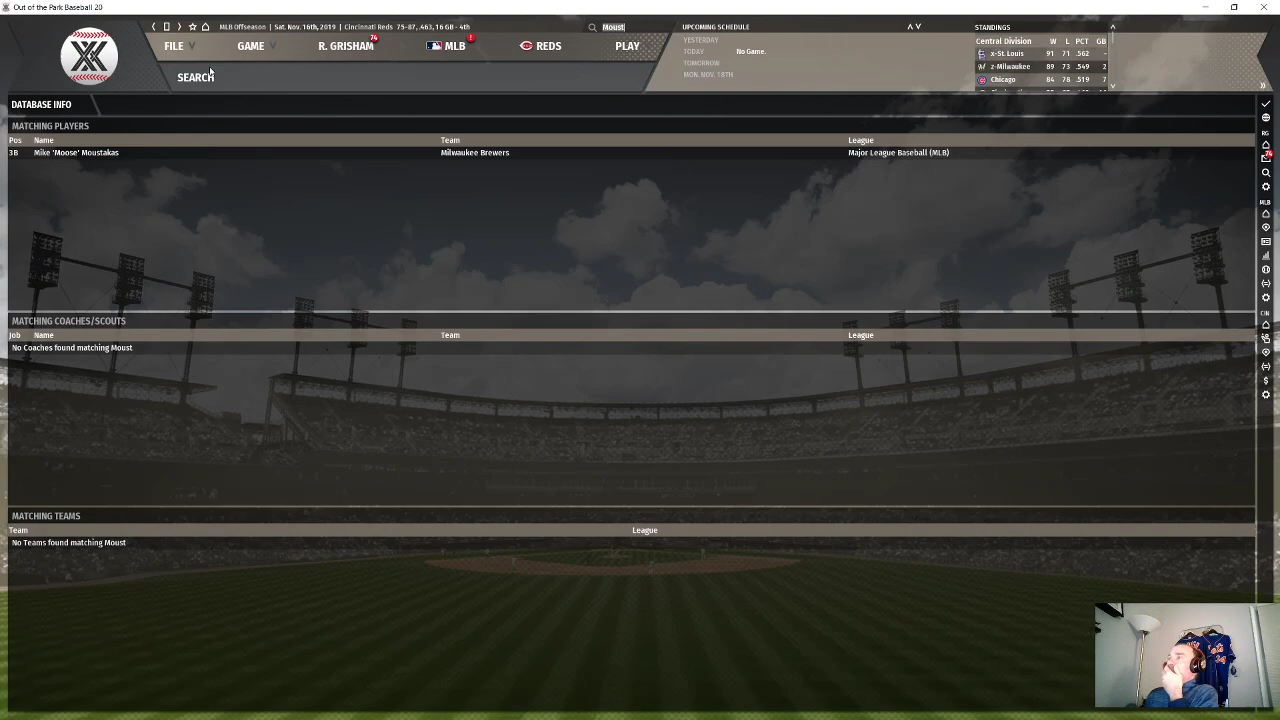 Out of the Park Baseball 20
MLB Offseason | Sat. Nov. 16th, 2019 | Cincinnati Reds 75-87, .463, 16 GB - 4th
Moust
FILE GAME R. GRISHAM 74 MLB ! REDS PLAY
SEARCH
UPCOMING SCHEDULE
YESTERDAY
TODAY No Game.
TOMORROW
MON. NOV. 18TH
STANDINGS
Central Division W L PCT GB
x-St. Louis 91 71 .562 -
z-Milwaukee 89 73 .549 2
Chicago 84 78 .519 7
DATABASE INFO
MATCHING PLAYERS
Pos Name Team League
3B Mike 'Moose' Moustakas Milwaukee Brewers Major League Baseball (MLB)
MATCHING COACHES/SCOUTS
Job Name Team League
No Coaches found matching Moust
MATCHING TEAMS
Team League
No Teams found matching Moust
RG
74
MLB
CIN
$